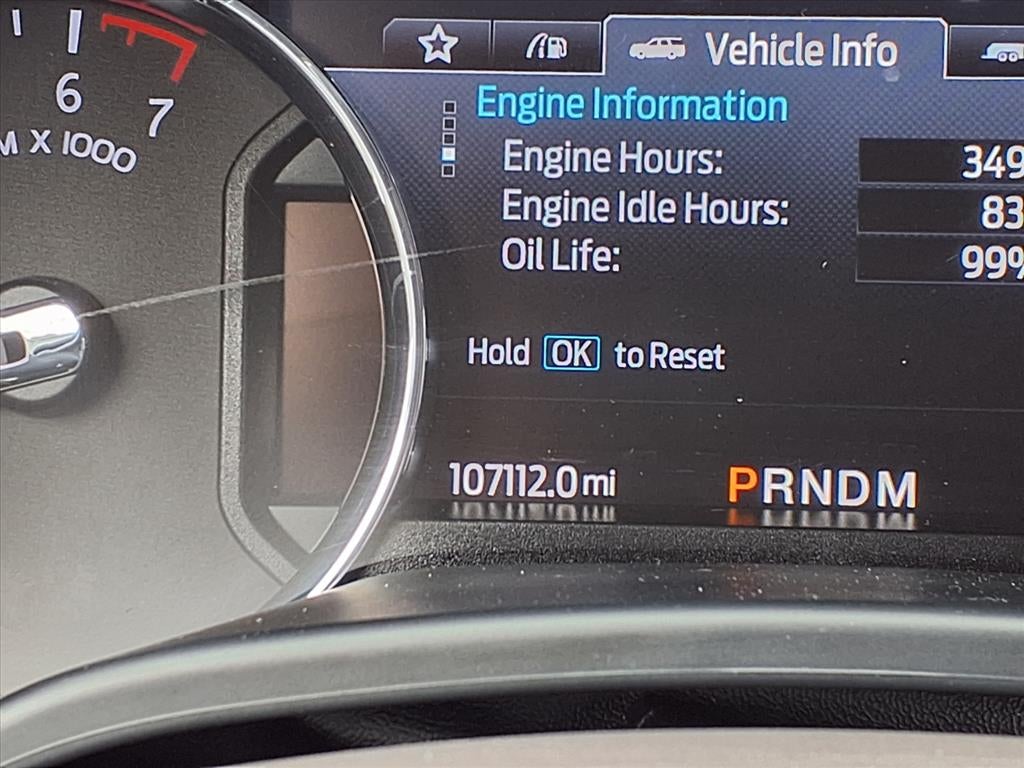 Vehicle Info
6
7
M X 1000
Engine Information
Engine Hours: 349
Engine Idle Hours: 83
Oil Life: 99%
Hold OK to Reset
107112.0 mi
PRNDM